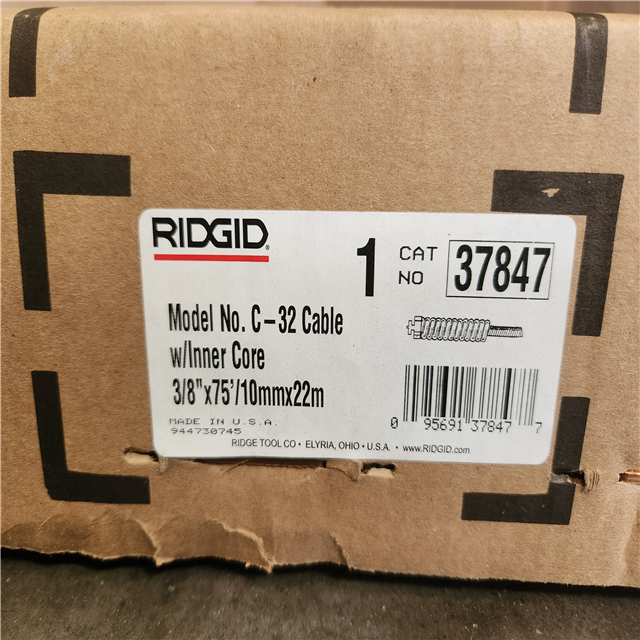 RIDGID®
1 CAT NO 37847
Model No. C-32 Cable
w/Inner Core
3/8"x75'/10mmx22m
MADE IN U.S.A.
944730745
0 95691 37847 7
RIDGE TOOL CO • ELYRIA, OHIO • U.S.A. • www.RIDGID.com